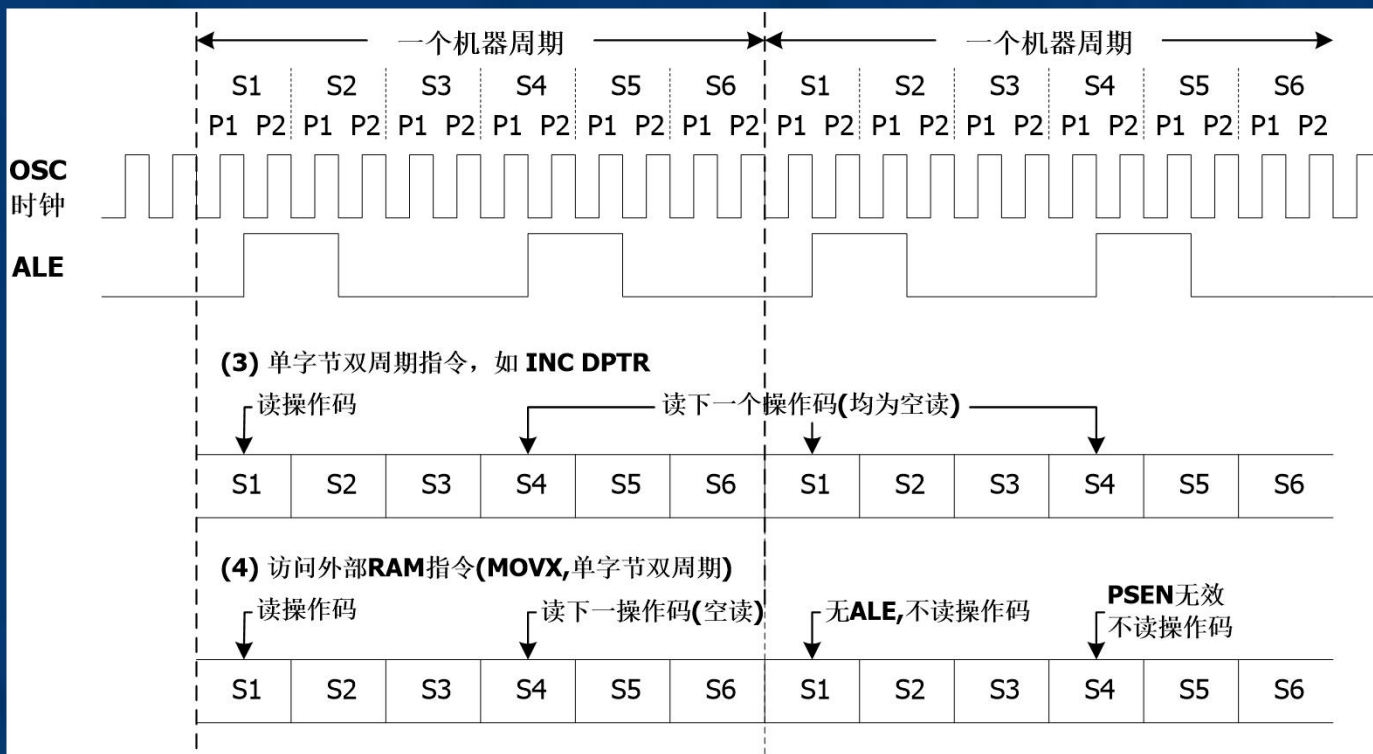 一个机器周期 一个机器周期
S1 S2 S3 S4 S5 S6 S1 S2 S3 S4 S5 S6
P1 P2 P1 P2 P1 P2 P1 P2 P1 P2 P1 P2 P1 P2 P1 P2 P1 P2 P1 P2 P1 P2 P1 P2
OSC
时钟
ALE
(3) 单字节双周期指令，如 INC DPTR
读操作码 读下一个操作码(均为空读)
S1 S2 S3 S4 S5 S6 S1 S2 S3 S4 S5 S6
(4) 访问外部RAM指令(MOVX,单字节双周期)
读操作码 读下一操作码(空读) 无ALE,不读操作码 PSEN无效
不读操作码
S1 S2 S3 S4 S5 S6 S1 S2 S3 S4 S5 S6